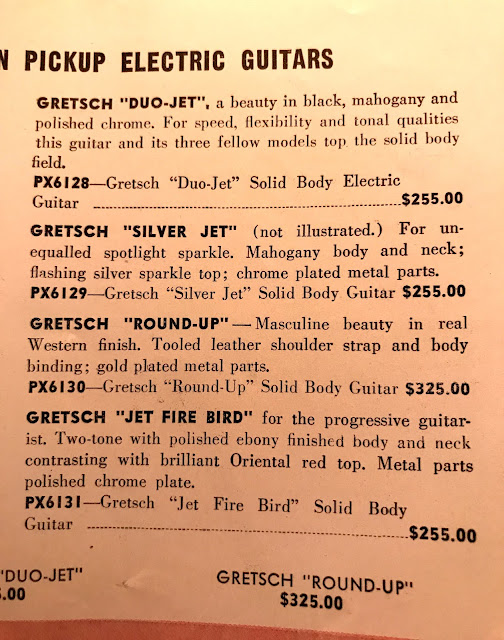 N PICKUP ELECTRIC GUITARS
GRETSCH "DUO-JET", a beauty in black, mahogany and
polished chrome. For speed, flexibility and tonal qualities
this guitar and its three fellow models top the solid body
field.
PX6128—Gretsch “Duo-Jet” Solid Body Electric
Guitar ........ $255.00
GRETSCH "SILVER JET" (not illustrated.) For un-
equalled spotlight sparkle. Mahogany body and neck;
flashing silver sparkle top; chrome plated metal parts.
PX6129—Gretsch “Silver Jet” Solid Body Guitar $255.00
GRETSCH "ROUND-UP" — Masculine beauty in real
Western finish. Tooled leather shoulder strap and body
binding; gold plated metal parts.
PX6130—Gretsch “Round-Up” Solid Body Guitar $325.00
GRETSCH "JET FIRE BIRD" for the progressive guitar-
ist. Two-tone with polished ebony finished body and neck
contrasting with brilliant Oriental red top. Metal parts
polished chrome plate.
PX6131—Gretsch “Jet Fire Bird” Solid Body
Guitar ........ $255.00
"DUO-JET"
.00
GRETSCH "ROUND-UP"
$325.00